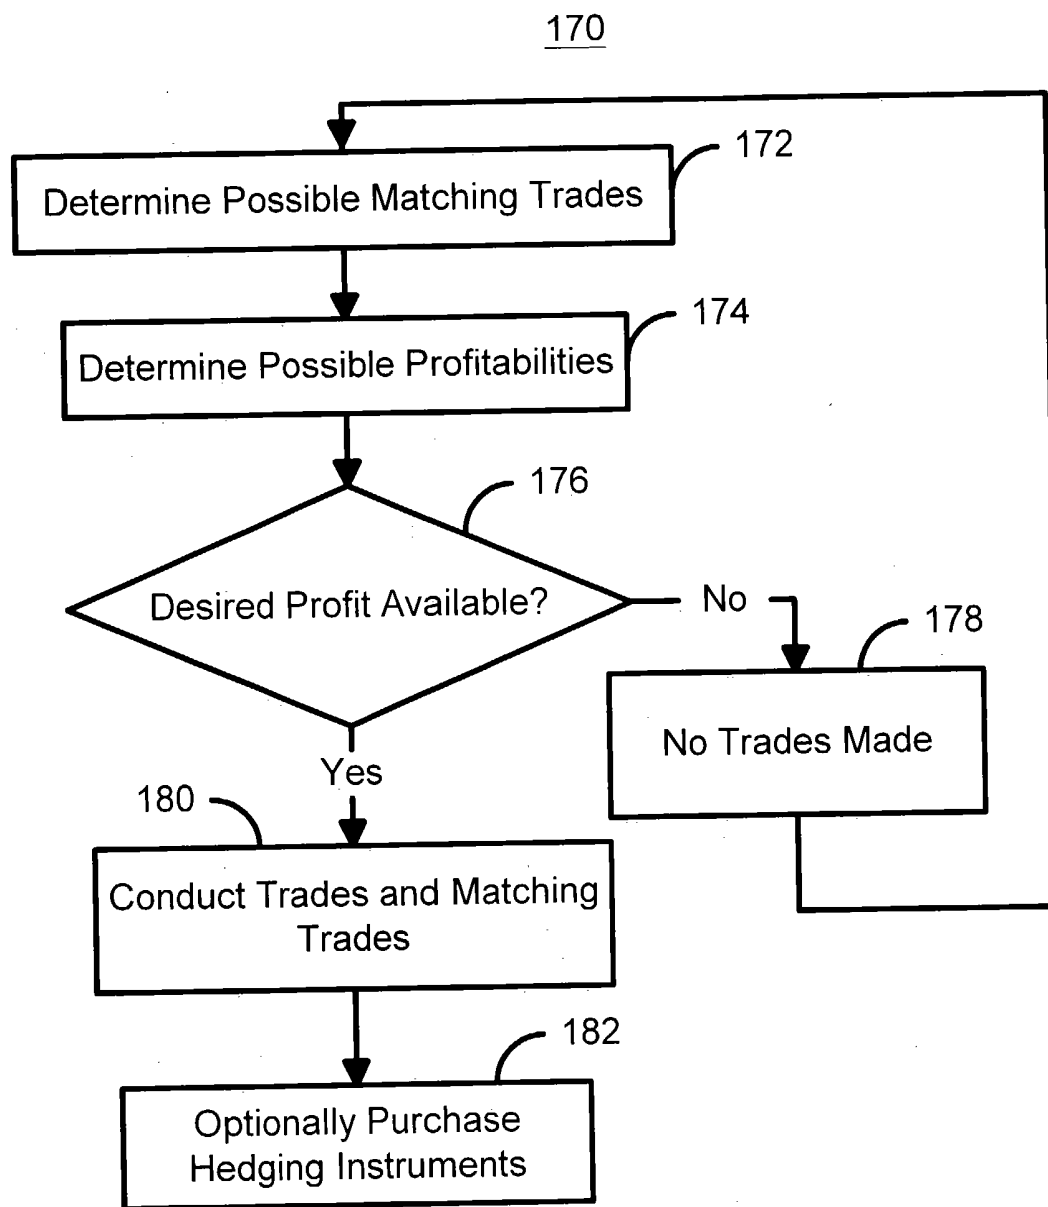 170
172
Determine Possible Matching Trades
174
Determine Possible Profitabilities
176
Desired Profit Available?
No
178
No Trades Made
Yes
180
Conduct Trades and Matching
Trades
182
Optionally Purchase
Hedging Instruments